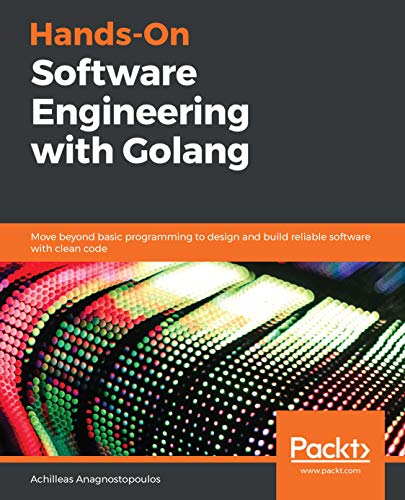 Hands-On
Software
Engineering
with Golang
Move beyond basic programming to design and build reliable software
with clean code
Packt>
www.packt.com
Achilleas Anagnostopoulos